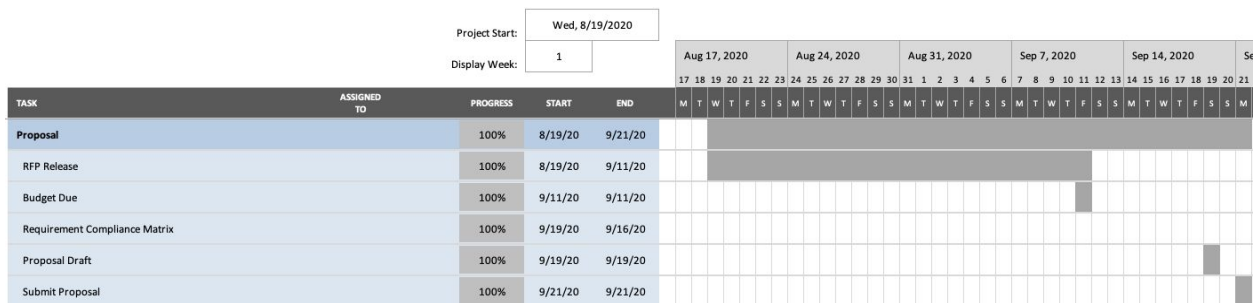 Project Start: Wed, 8/19/2020
Display Week: 1
Aug 17, 2020 Aug 24, 2020 Aug 31, 2020 Sep 7, 2020 Sep 14, 2020
17 18 19 20 21 22 23 24 25 26 27 28 29 30 31 1 2 3 4 5 6 7 8 9 10 11 12 13 14 15 16 17 18 19 20 21
TASK ASSIGNED TO PROGRESS START END M T W T F S S M T W T F S S M T W T F S S M T W T F S S M T W T F S S M
Proposal 100% 8/19/20 9/21/20
RFP Release 100% 8/19/20 9/11/20
Budget Due 100% 9/11/20 9/11/20
Requirement Compliance Matrix 100% 9/19/20 9/16/20
Proposal Draft 100% 9/19/20 9/19/20
Submit Proposal 100% 9/21/20 9/21/20